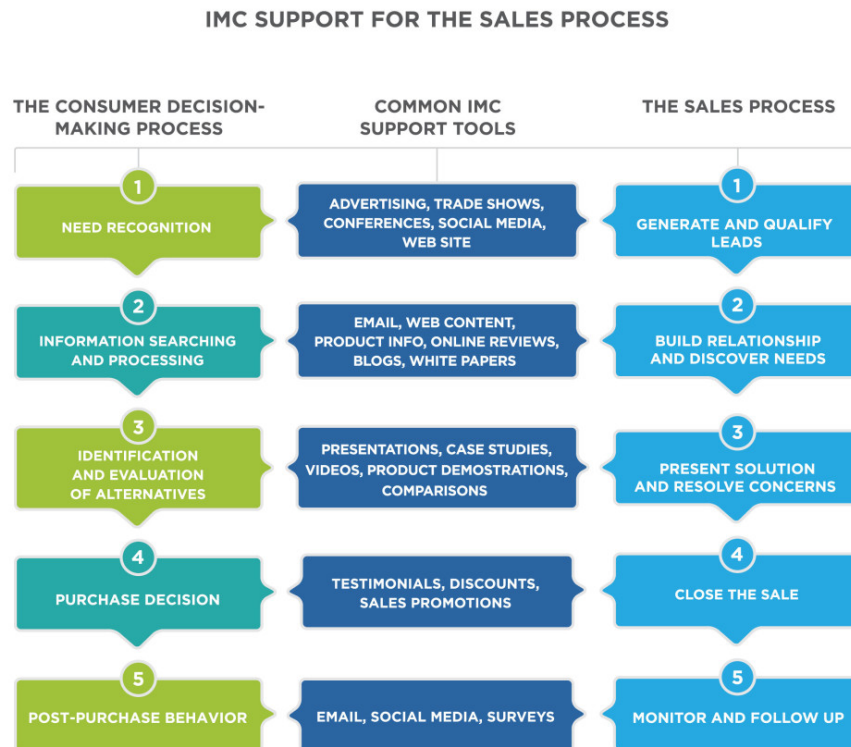 IMC SUPPORT FOR THE SALES PROCESS
THE CONSUMER DECISION-
MAKING PROCESS
COMMON IMC
SUPPORT TOOLS
THE SALES PROCESS
1
NEED RECOGNITION
ADVERTISING, TRADE SHOWS,
CONFERENCES, SOCIAL MEDIA,
WEB SITE
1
GENERATE AND QUALIFY
LEADS
2
INFORMATION SEARCHING
AND PROCESSING
EMAIL, WEB CONTENT,
PRODUCT INFO, ONLINE REVIEWS,
BLOGS, WHITE PAPERS
2
BUILD RELATIONSHIP
AND DISCOVER NEEDS
3
IDENTIFICATION
AND EVALUATION
OF ALTERNATIVES
PRESENTATIONS, CASE STUDIES,
VIDEOS, PRODUCT DEMOSTRATIONS,
COMPARISONS
3
PRESENT SOLUTION
AND RESOLVE CONCERNS
4
PURCHASE DECISION
TESTIMONIALS, DISCOUNTS,
SALES PROMOTIONS
4
CLOSE THE SALE
5
POST-PURCHASE BEHAVIOR
EMAIL, SOCIAL MEDIA, SURVEYS
5
MONITOR AND FOLLOW UP